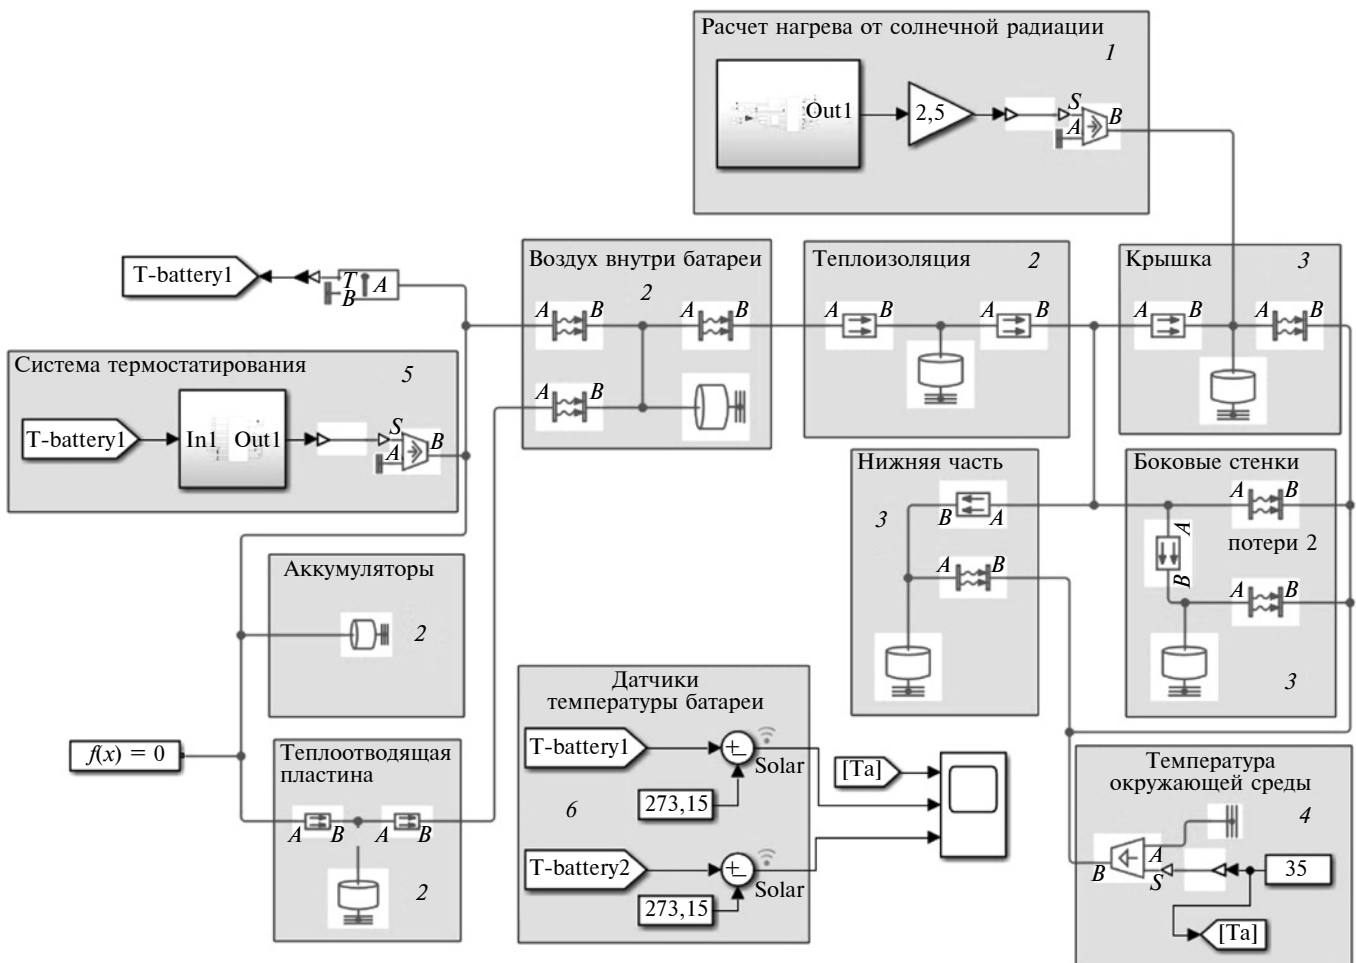 Расчет нагрева от солнечной радиации
1
Out1
2,5
S
A
B
T-battery1
T
B
A
Воздух внутри батареи
2
A B
A B
A B
Теплоизоляция 2
A B
A B
Крышка 3
A B
A B
Система термостатирования
5
T-battery1
In1 Out1
S
A
B
Нижняя часть
3
B A
A B
Боковые стенки
A B
потери 2
A
B
A B
3
Аккумуляторы
2
f(x) = 0
Теплоотводящая
пластина
A B
A B
2
Датчики
температуры батареи
T-battery1
+
−
Solar
273,15
6
T-battery2
+
−
Solar
273,15
[Ta]
Температура
окружающей среды
4
A
B
S
35
[Ta]